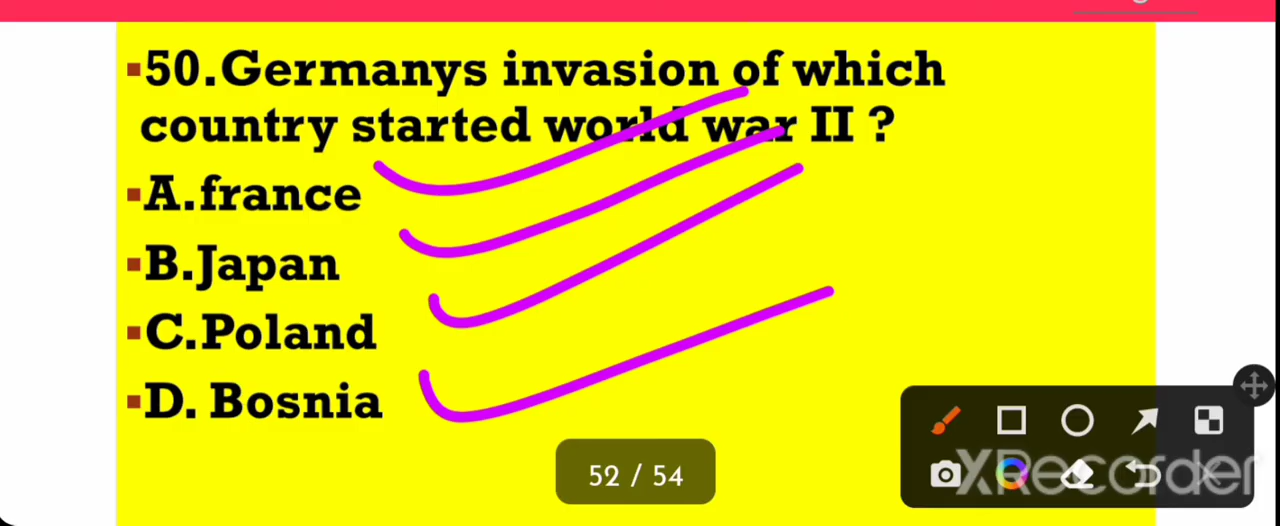 ▪50.Germanys invasion of which
country started world war II ?
▪A.france
▪B.Japan
▪C.Poland
▪D. Bosnia
52 / 54
XRecorder